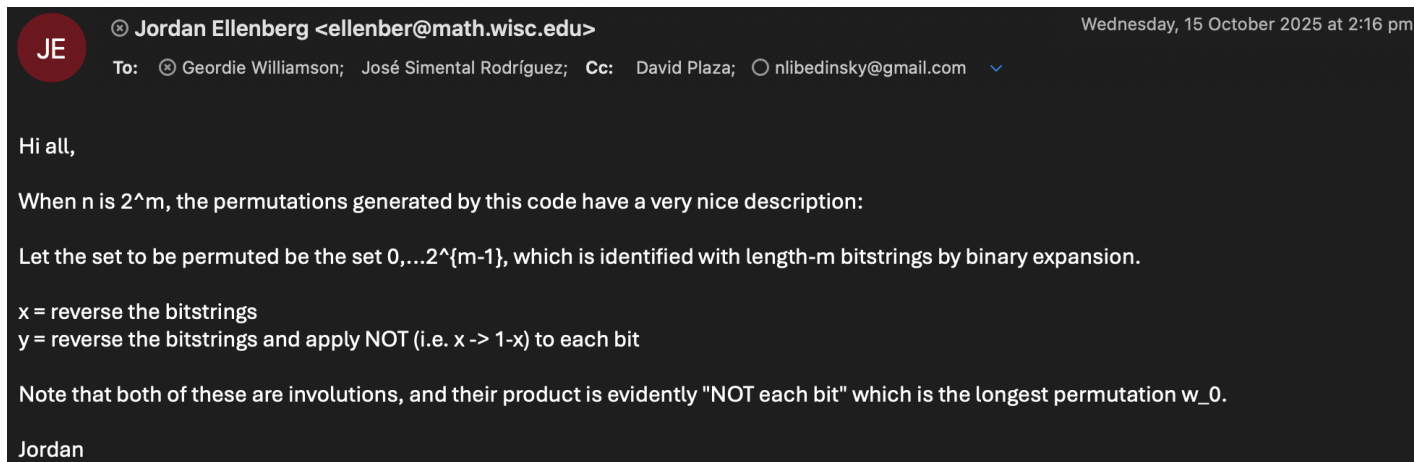 JE
Jordan Ellenberg <ellenber@math.wisc.edu>
Wednesday, 15 October 2025 at 2:16 pm
To: Geordie Williamson; José Simental Rodríguez; Cc: David Plaza; nlibedinsky@gmail.com
Hi all,
When n is 2^m, the permutations generated by this code have a very nice description:
Let the set to be permuted be the set 0,...2^{m-1}, which is identified with length-m bitstrings by binary expansion.
x = reverse the bitstrings
y = reverse the bitstrings and apply NOT (i.e. x -> 1-x) to each bit
Note that both of these are involutions, and their product is evidently "NOT each bit" which is the longest permutation w_0.
Jordan